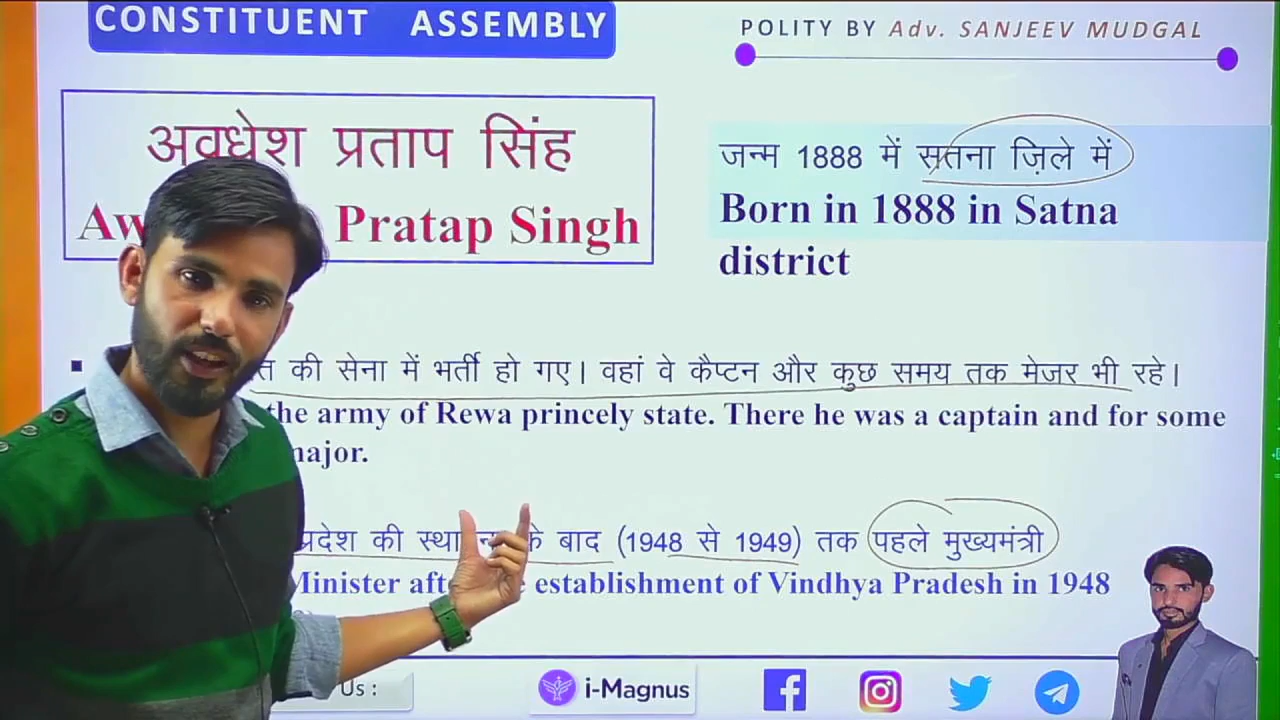 CONSTITUENT ASSEMBLY
POLITY BY Adv. SANJEEV MUDGAL
अवधेश प्रताप सिंह
Pratap Singh
जन्म 1888 में सतना ज़िले में
Born in 1888 in Satna
district
की सेना में भर्ती हो गए। वहां वे कैप्टन और कुछ समय तक मेजर भी रहे।
the army of Rewa princely state. There he was a captain and for some
major.
प्रदेश की के बाद (1948 से 1949) तक पहले मुख्यमंत्री
Minister establishment of Vindhya Pradesh in 1948
Us :
i-Magnus